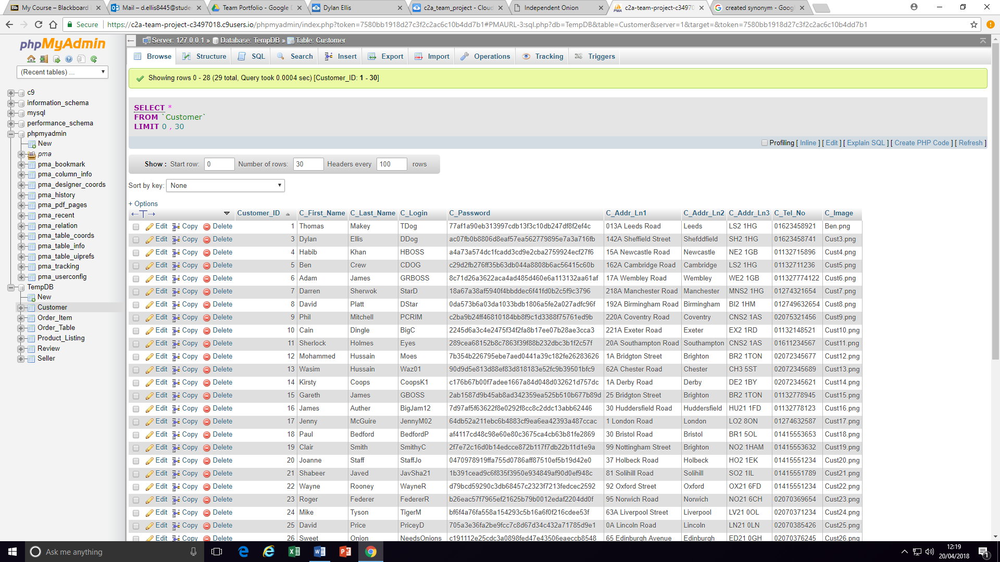 My Course – Blackboard
Mail – d.ellis8445@stude
Team Portfolio - Google D
Dylan Ellis
c2a_team_project - Cloud
Independent Onion
c2a-team-project-c34970
created synonym - Goog
Secure
https://c2a-team-project-c3497018.c9users.io/phpmyadmin/index.php?token=7580bb1918d27c3f2c2ac6c10b4dd7b1#PMAURL-3:sql.php?db=TempDB&table=Customer&server=1&target=&token=7580bb1918d27c3f2c2ac6c10b4dd7b1
phpMyAdmin
(Recent tables) ...
c9
information_schema
mysql
performance_schema
phpmyadmin
New
pma
pma_bookmark
pma_column_info
pma_designer_coords
pma_history
pma_pdf_pages
pma_recent
pma_relation
pma_table_coords
pma_table_info
pma_table_uiprefs
pma_tracking
pma_userconfig
TempDB
New
Customer
Order_Item
Order_Table
Product_Listing
Review
Seller
Server: 127.0.0.1 » Database: TempDB » Table: Customer
Browse Structure SQL Search Insert Export Import Operations Tracking Triggers
Showing rows 0 - 28 (29 total, Query took 0.0004 sec) [Customer_ID: 1 - 30]
SELECT *
FROM `Customer`
LIMIT 0 , 30
Profiling [ Inline ] [ Edit ] [ Explain SQL ] [ Create PHP Code ] [ Refresh ]
Show : Start row: 0 Number of rows: 30 Headers every 100 rows
Sort by key: None
+ Options
Customer_ID C_First_Name C_Last_Name C_Login C_Password C_Addr_Ln1 C_Addr_Ln2 C_Addr_Ln3 C_Tel_No C_Image
Edit Copy Delete 1 Thomas Makey TDog 77af1a90eb313997cdb13f3c10db247df8f2ef4c 013A Leeds Road Leeds LS2 1HG 01623458921 Ben.png
Edit Copy Delete 3 Dylan Ellis DDog ac07fb0b8806d8eaf57ea562779895e7a3a716fb 142A Sheffield Street Shefddfield SH2 1HG 01623458741 Cust3.png
Edit Copy Delete 4 Habib Khan HBOSS a4a73a574dc1fcadd3cd9e2cba2759924ecf27f6 15A Newcastle Road Newcastle NE2 1GB 01132715896 Cust4.png
Edit Copy Delete 5 Ben Crew CDOG c29d2fb276ff35b63db044a8808b6ac56415c60b 162A Cambridge Road Cambridge LS2 1HG 01132711236 Cust5.png
Edit Copy Delete 6 Adam James GRBOSS 8c71d26a3622aca4ad485d460e6a113132aa61af 17A Wembley Road Wembley WE2 1GB 011327774122 Cust6.png
Edit Copy Delete 7 Darren Sherwok StarD 18a67a38af5940f4bbddec6f41fd0b2c5f9c3796 218A Manchester Road Manchester MNS2 1HG 01274321654 Cust7.png
Edit Copy Delete 8 David Platt DStar 0da573b6a03da1033bdb1806a5fe2a027adfc96f 192A Birmingham Road Birmingham BI2 1HM 012749632654 Cust8.png
Edit Copy Delete 9 Phil Mitchell PCRIM c2ba9b24ff46810184bb8f9c1d3388f75761ed9b 220A Coventry Road Coventry CNS2 1AS 02075321456 Cust9.png
Edit Copy Delete 10 Cain Dingle BigC 2245d6a3c4e2475f34f2fa8b17ee07b28ae3cca3 221A Exeter Road Exeter EX2 1RD 01132148521 Cust10.png
Edit Copy Delete 11 Sherlock Holmes Eyes 289cea68152b8c7863f39f88b232dbc3b1f2c57f 20A Southampton Road Southampton CNS2 1AS 01611234567 Cust11.png
Edit Copy Delete 12 Mohammed Hussain Moes 7b354b226795ebe7aed0441a39c182fe26283626 1A Bridgton Street Brighton BR2 1TON 02072345677 Cust12.png
Edit Copy Delete 13 Wasim Hussain Waz01 90d9d5e813d88ef83d818183e52fc9b39501bfc9 62A Chester Road Chester CH3 5ST 02072345689 Cust13.png
Edit Copy Delete 14 Kirsty Coops CoopsK1 c176b67b00f7adee1667a84d048d032621d757dc 1A Derby Road Derby DE2 1BY 02072345621 Cust14.png
Edit Copy Delete 15 Gareth James GBOSS 2ab1587d9b45ab8ad342359ea525b510b677b89d 25 Bridgton Street Brighton BR2 1TON 01132778945 Cust15.png
Edit Copy Delete 16 James Auther BigJam12 7d97af5f63622f8e0292f8cc8c2ddc13abb62446 30 Huddersfield Road Huddersfield HU21 1FD 01132778123 Cust16.png
Edit Copy Delete 17 Jenny McGuire JennyM02 64db52a211ebc6b4883cf9ea6ea42393a487ccac 1 London Road London LO2 8ON 01274632587 Cust17.png
Edit Copy Delete 18 Paul Bedford BedfordP af4117cd48c98e60e80c3675ca4cb63b81fe2869 30 Bristol Road Bristol BR1 5OL 01415553653 Cust18.png
Edit Copy Delete 19 Clair Smith SmithyC 2f7e72c16d0b14edcce872b117f7db22b11d1e9a 99 Nottingham Street Brighton NO2 1HAM 01415553632 Cust19.png
Edit Copy Delete 20 Joanne Staff StaffJo 0470978919ffa755d0786aff87510ef5b19d42e0 37 Holbeck Road Holbeck HO2 1EK 01415551234 Cust20.png
Edit Copy Delete 21 Shabeer Javed JavSha21 1b391cead9c6f835f3950e934849af90d0ef948c 81 Solihill Road Solihill SO2 1IL 01415551789 Cust21.png
Edit Copy Delete 22 Wayne Rooney WayneR d79bcd59290c3db68457c2323f7213fedcec2592 92 Oxford Street Oxford OX21 6FD 01415551234 Cust22.png
Edit Copy Delete 23 Roger Federer FedererR b26eac57f7965ef21625b79b0012edaf2204dd0f 95 Norwich Road Norwich NO21 6CH 02070369654 Cust23.png
Edit Copy Delete 24 Mike Tyson TigerM bf6f4a76fa558a154293c5b16a6f0f216cdee53f 63A Liverpool Street Liverpool LV21 0OL 02070371234 Cust24.png
Edit Copy Delete 25 David Price PriceyD 705a3e36fa2be9fcc7c8d67d34c432a71785d9e1 0A Lincoln Road Lincoln LN21 0LN 02070385426 Cust25.png
Edit Copy Delete 26 Sweet Onion NeedsOnions c191112e25cdc3a0898fed47e43506eaeccb8548 65 Edinburgh Avenue Edinburgh ED21 0GH 02070376245 Cust26.png
Ask me anything
12:19
20/04/2018
1